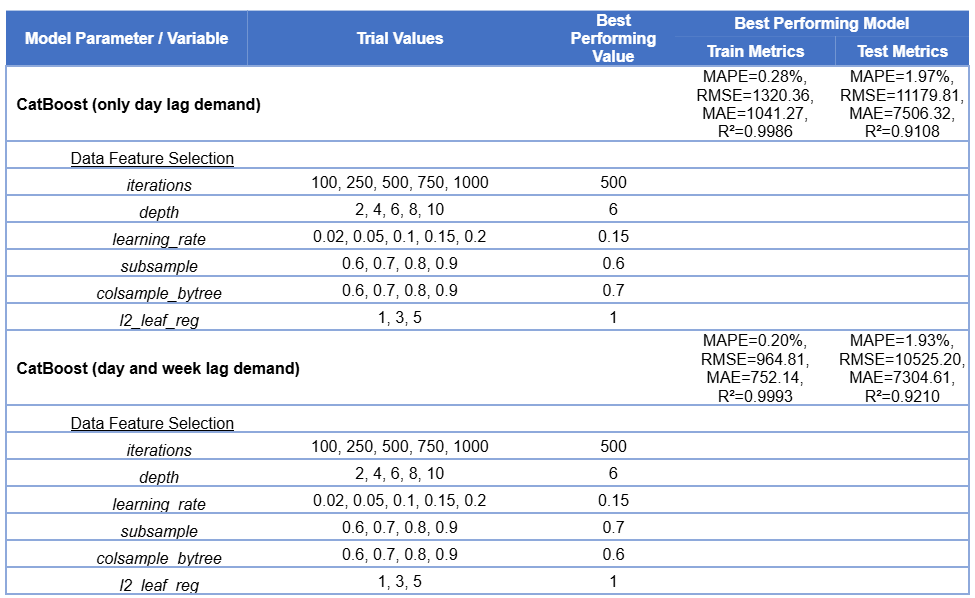 Model Parameter / Variable
Trial Values
Best
Performing
Value
Best Performing Model
Train Metrics
Test Metrics
CatBoost (only day lag demand)
MAPE=0.28%,
RMSE=1320.36,
MAE=1041.27,
R²=0.9986
MAPE=1.97%,
RMSE=11179.81,
MAE=7506.32,
R²=0.9108
Data Feature Selection
iterations 100, 250, 500, 750, 1000 500
depth 2, 4, 6, 8, 10 6
learning_rate 0.02, 0.05, 0.1, 0.15, 0.2 0.15
subsample 0.6, 0.7, 0.8, 0.9 0.6
colsample_bytree 0.6, 0.7, 0.8, 0.9 0.7
l2_leaf_reg 1, 3, 5 1
CatBoost (day and week lag demand)
MAPE=0.20%,
RMSE=964.81,
MAE=752.14,
R²=0.9993
MAPE=1.93%,
RMSE=10525.20,
MAE=7304.61,
R²=0.9210
Data Feature Selection
iterations 100, 250, 500, 750, 1000 500
depth 2, 4, 6, 8, 10 6
learning_rate 0.02, 0.05, 0.1, 0.15, 0.2 0.15
subsample 0.6, 0.7, 0.8, 0.9 0.7
colsample_bytree 0.6, 0.7, 0.8, 0.9 0.6
l2_leaf_reg 1, 3, 5 1